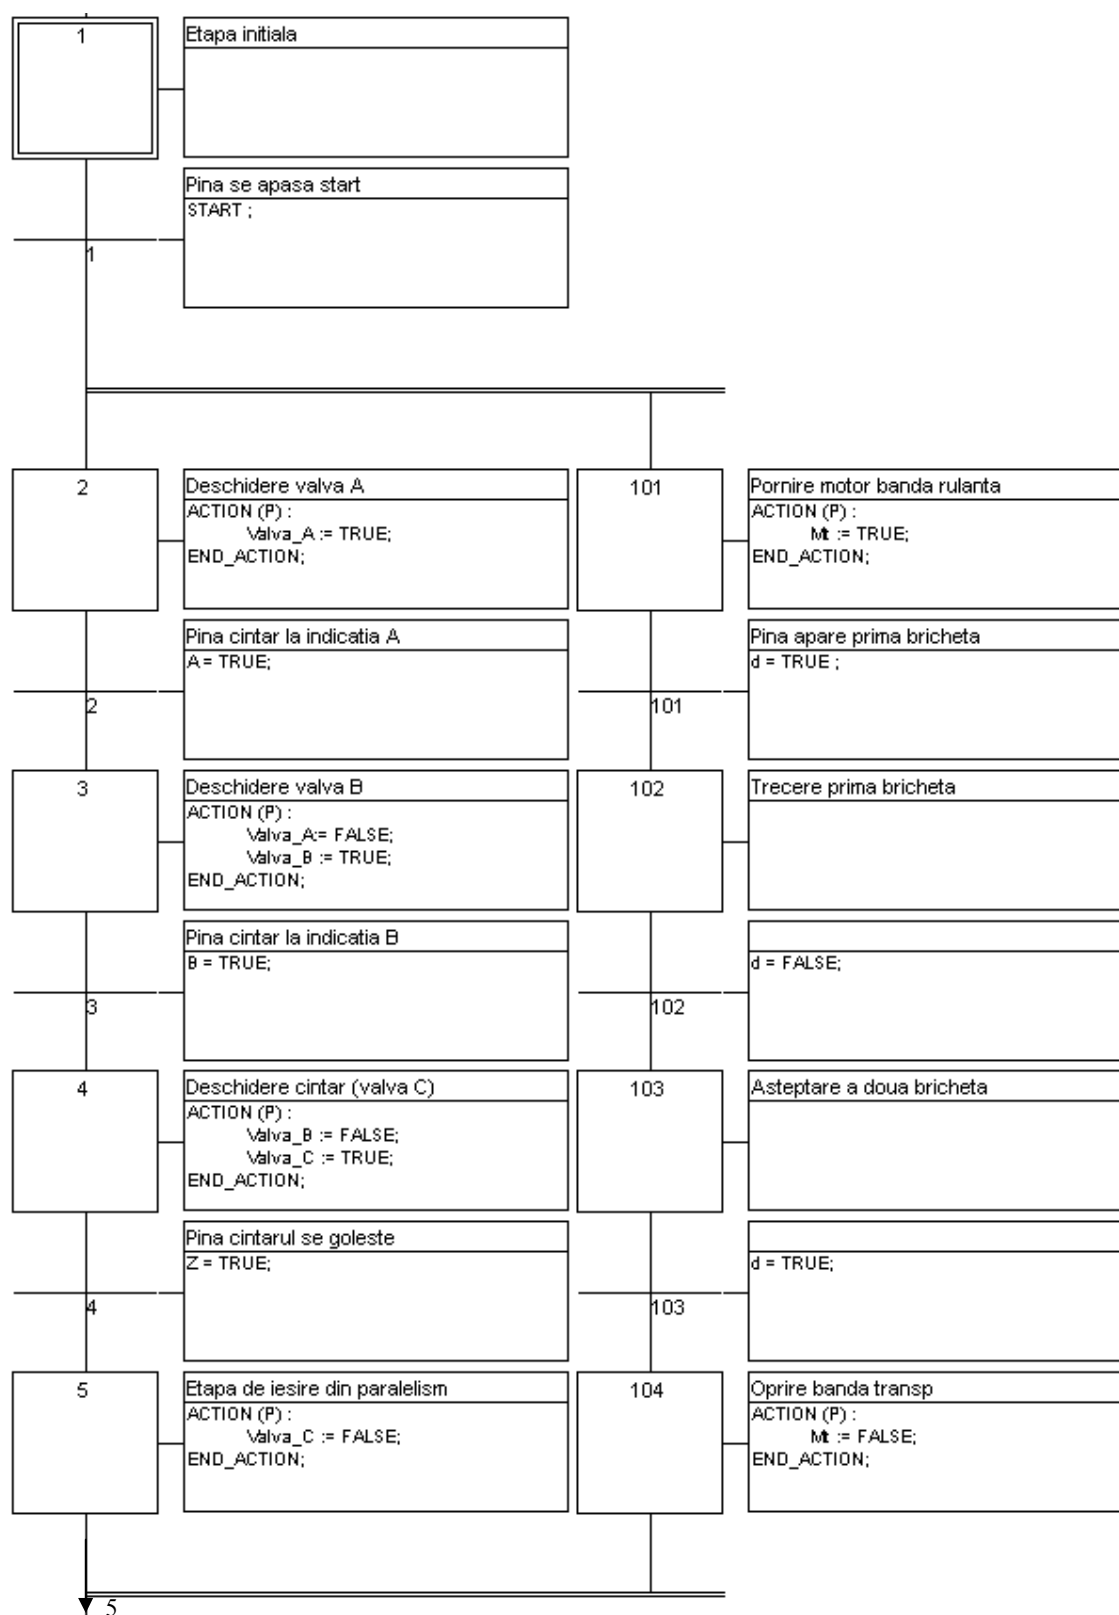 1
Etapa initiala
Pina se apasa start
START ;
1
2
Deschidere valva A
ACTION (P) :
Valva_A := TRUE;
END_ACTION;
101
Pornire motor banda rulanta
ACTION (P) :
Mt := TRUE;
END_ACTION;
Pina cintar la indicatia A
A = TRUE;
2
Pina apare prima bricheta
d = TRUE ;
101
3
Deschidere valva B
ACTION (P) :
Valva_A:= FALSE;
Valva_B := TRUE;
END_ACTION;
102
Trecere prima bricheta
Pina cintar la indicatia B
B = TRUE;
3
d = FALSE;
102
4
Deschidere cintar (valva C)
ACTION (P) :
Valva_B := FALSE;
Valva_C := TRUE;
END_ACTION;
103
Asteptare a doua bricheta
Pina cintarul se goleste
Z = TRUE;
4
d = TRUE;
103
5
Etapa de iesire din paralelism
ACTION (P) :
Valva_C := FALSE;
END_ACTION;
104
Oprire banda transp
ACTION (P) :
Mt := FALSE;
END_ACTION;
5